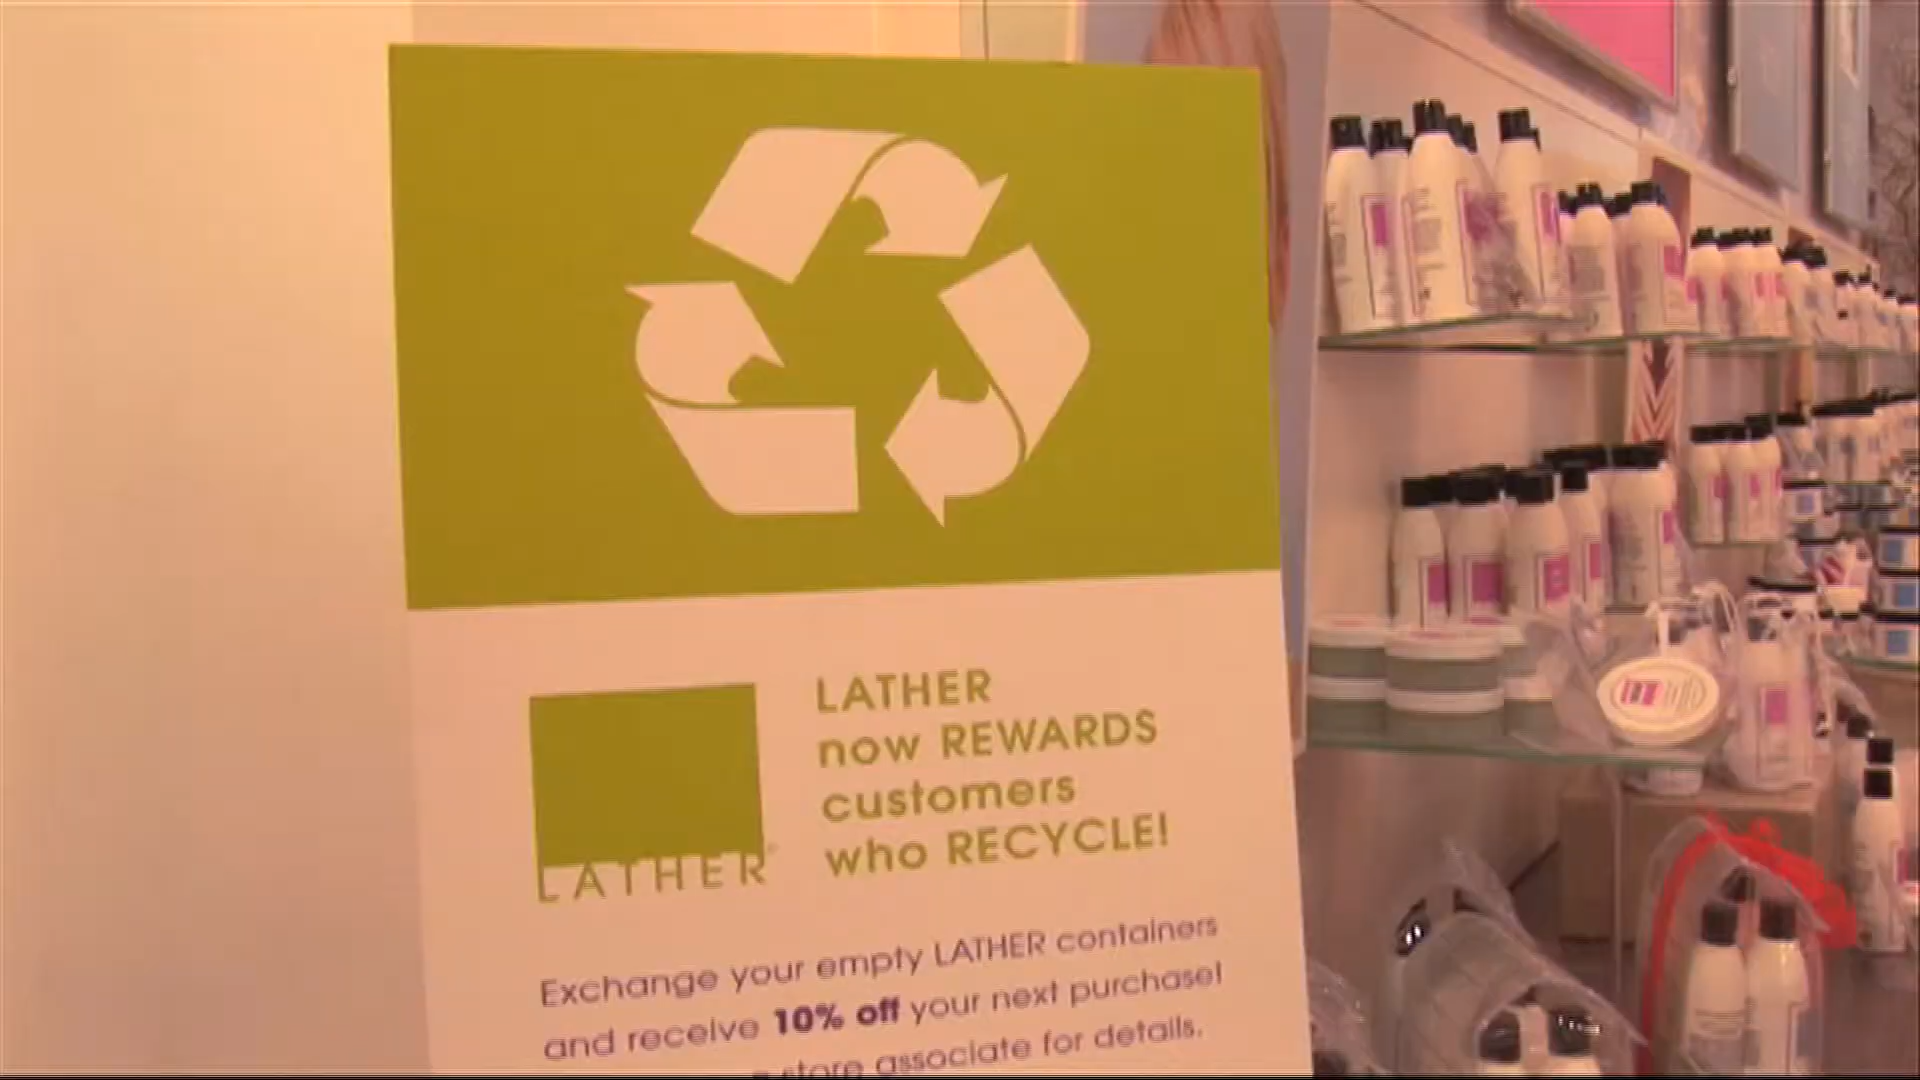 LATHER
now REWARDS
customers
who RECYCLE!
LATHER®
Exchange your empty LATHER containers
and receive 10% off your next purchase!
store associate for details.